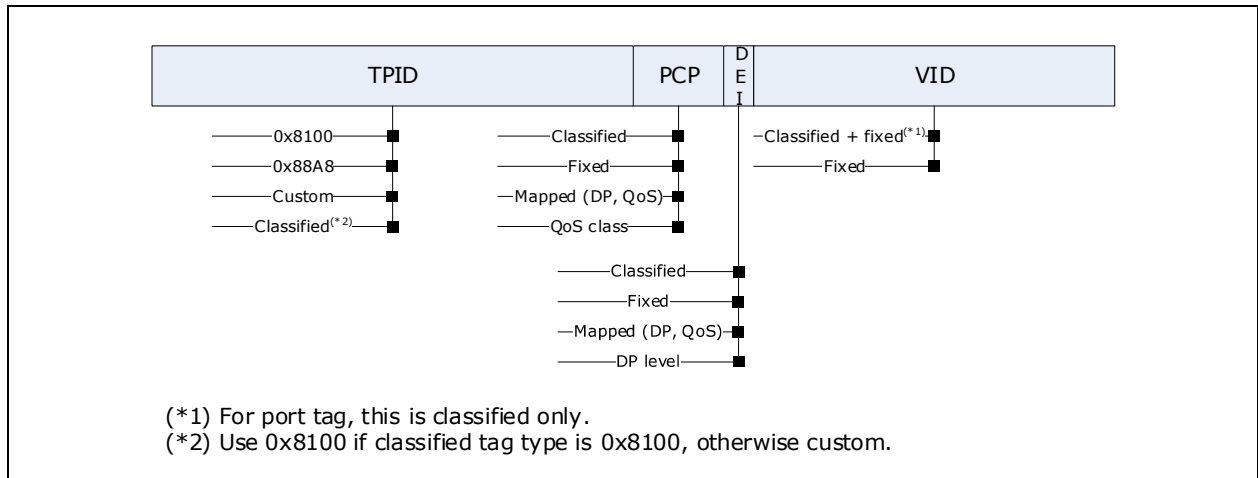 TPID
PCP
D
E
I
VID
0x8100
0x88A8
Custom
Classified(*2)
Classified
Fixed
Mapped (DP, QoS)
QoS class
Classified
Fixed
Mapped (DP, QoS)
DP level
Classified + fixed(*1)
Fixed
(*1) For port tag, this is classified only.
(*2) Use 0x8100 if classified tag type is 0x8100, otherwise custom.